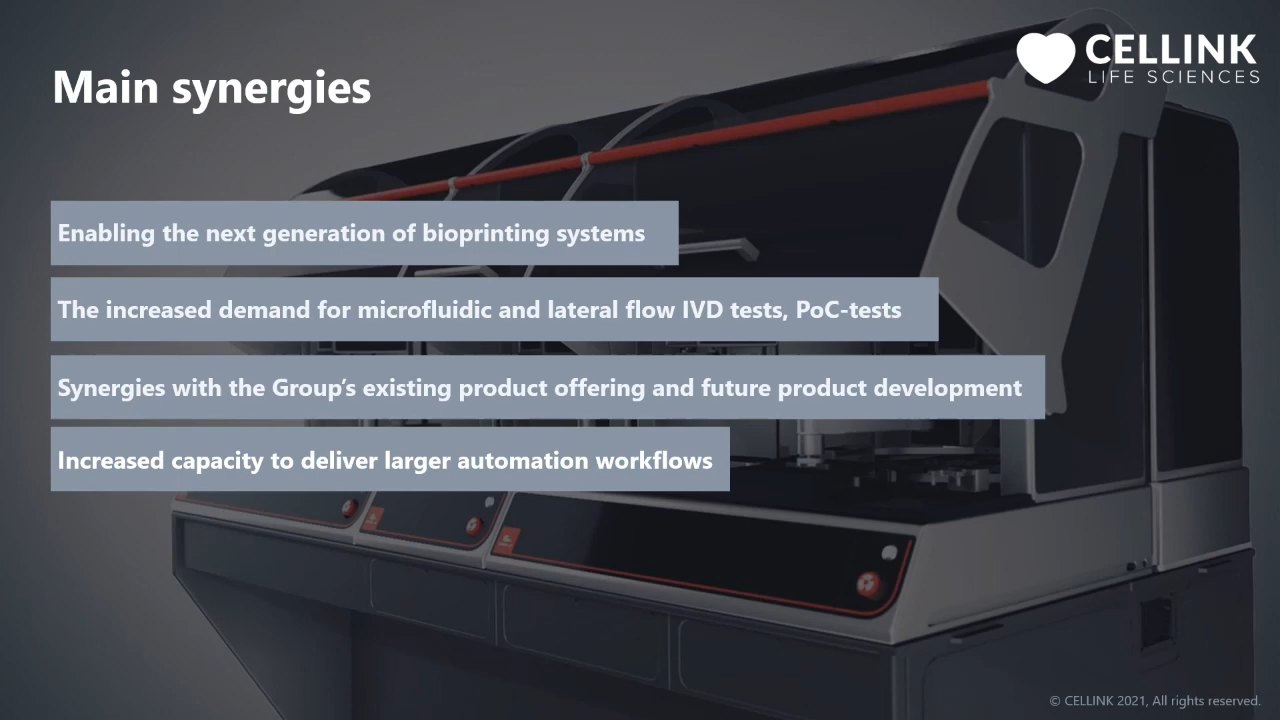 CELLINK
LIFE SCIENCES
Main synergies
Enabling the next generation of bioprinting systems
The increased demand for microfluidic and lateral flow IVD tests, PoC-tests
Synergies with the Group’s existing product offering and future product development
Increased capacity to deliver larger automation workflows
© CELLINK 2021, All rights reserved.